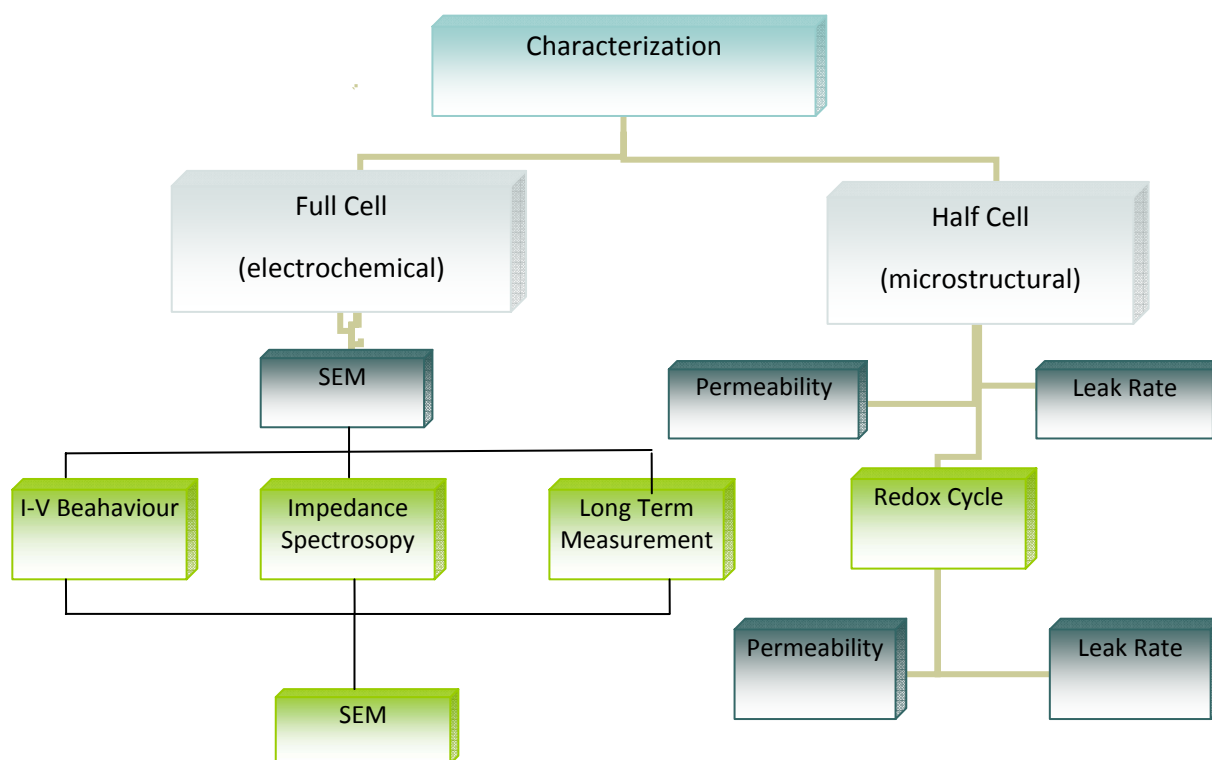 Characterization
Full Cell
(electrochemical)
Half Cell
(microstructural)
SEM
Permeability
Leak Rate
I-V Beahaviour
Impedance
Spectrosopy
Long Term
Measurement
Redox Cycle
Permeability
Leak Rate
SEM